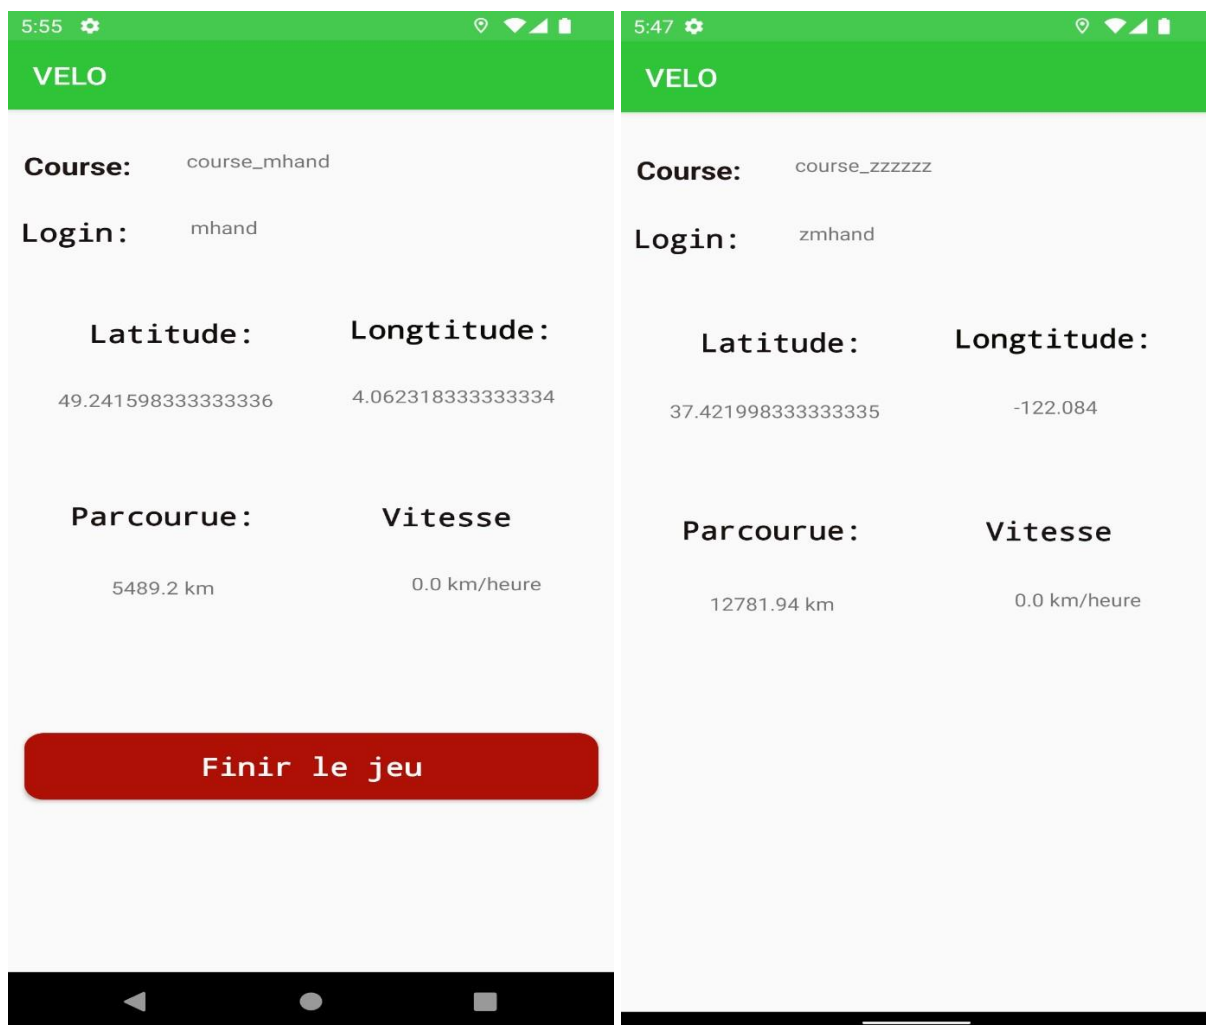 5:55
VELO
Course: course_mhand
Login: mhand
Latitude: Longtitude:
49.241598333333336 4.062318333333334
Parcourue: Vitesse
5489.2 km 0.0 km/heure
Finir le jeu
5:47
VELO
Course: course_zzzzzz
Login: zmhand
Latitude: Longtitude:
37.421998333333335 -122.084
Parcourue: Vitesse
12781.94 km 0.0 km/heure